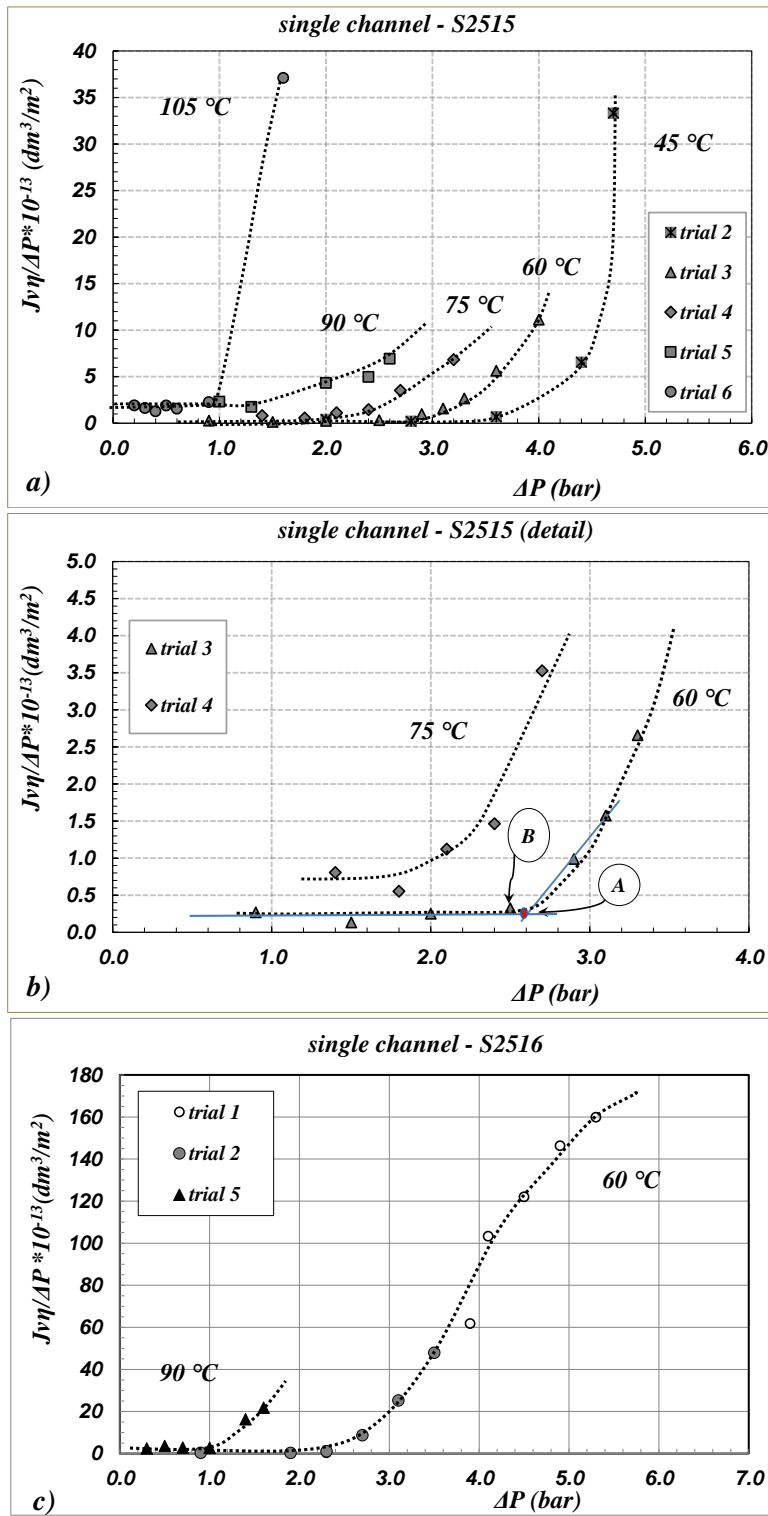 single channel - S2515
40
35
30
25
20
15
10
5
0
Jvη/ΔP*10⁻¹³ (dm³/m²)
105 °C
45 °C
60 °C
75 °C
90 °C
trial 2
trial 3
trial 4
trial 5
trial 6
0.0 1.0 2.0 3.0 4.0 5.0 6.0
ΔP (bar)
a)
single channel - S2515 (detail)
5.0
4.5
4.0
3.5
3.0
2.5
2.0
1.5
1.0
0.5
0.0
Jvη/ΔP*10⁻¹³(dm³/m²)
trial 3
trial 4
75 °C
60 °C
B
A
0.0 1.0 2.0 3.0 4.0
ΔP (bar)
b)
single channel - S2516
180
160
140
120
100
80
60
40
20
0
Jvη/ΔP *10⁻¹³(dm³/m²)
trial 1
trial 2
trial 5
60 °C
90 °C
0.0 1.0 2.0 3.0 4.0 5.0 6.0 7.0
ΔP (bar)
c)